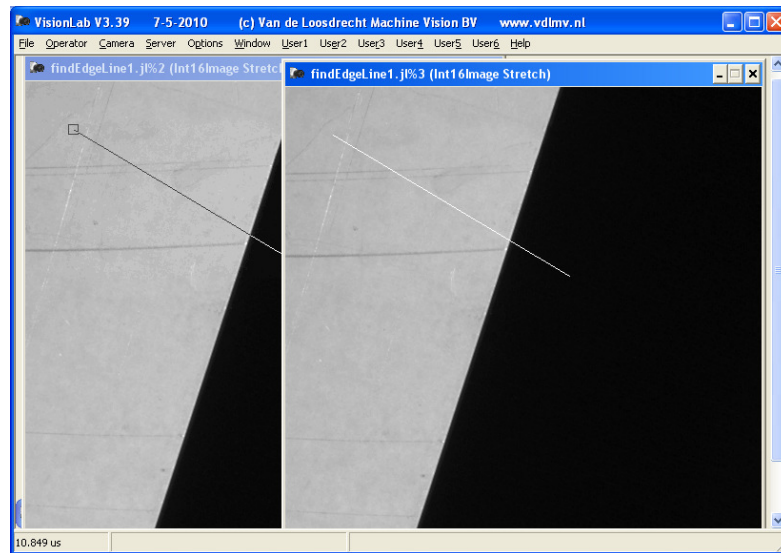 VisionLab V3.39 7-5-2010 (c) Van de Loosdrecht Machine Vision BV www.vdlmv.nl
File Operator Camera Server Options Window User1 User2 User3 User4 User5 User6 Help
findEdgeLine1.jl%2 (Int16Image Stretc
findEdgeLine1.jl%3 (Int16Image Stretch)
10.849 us